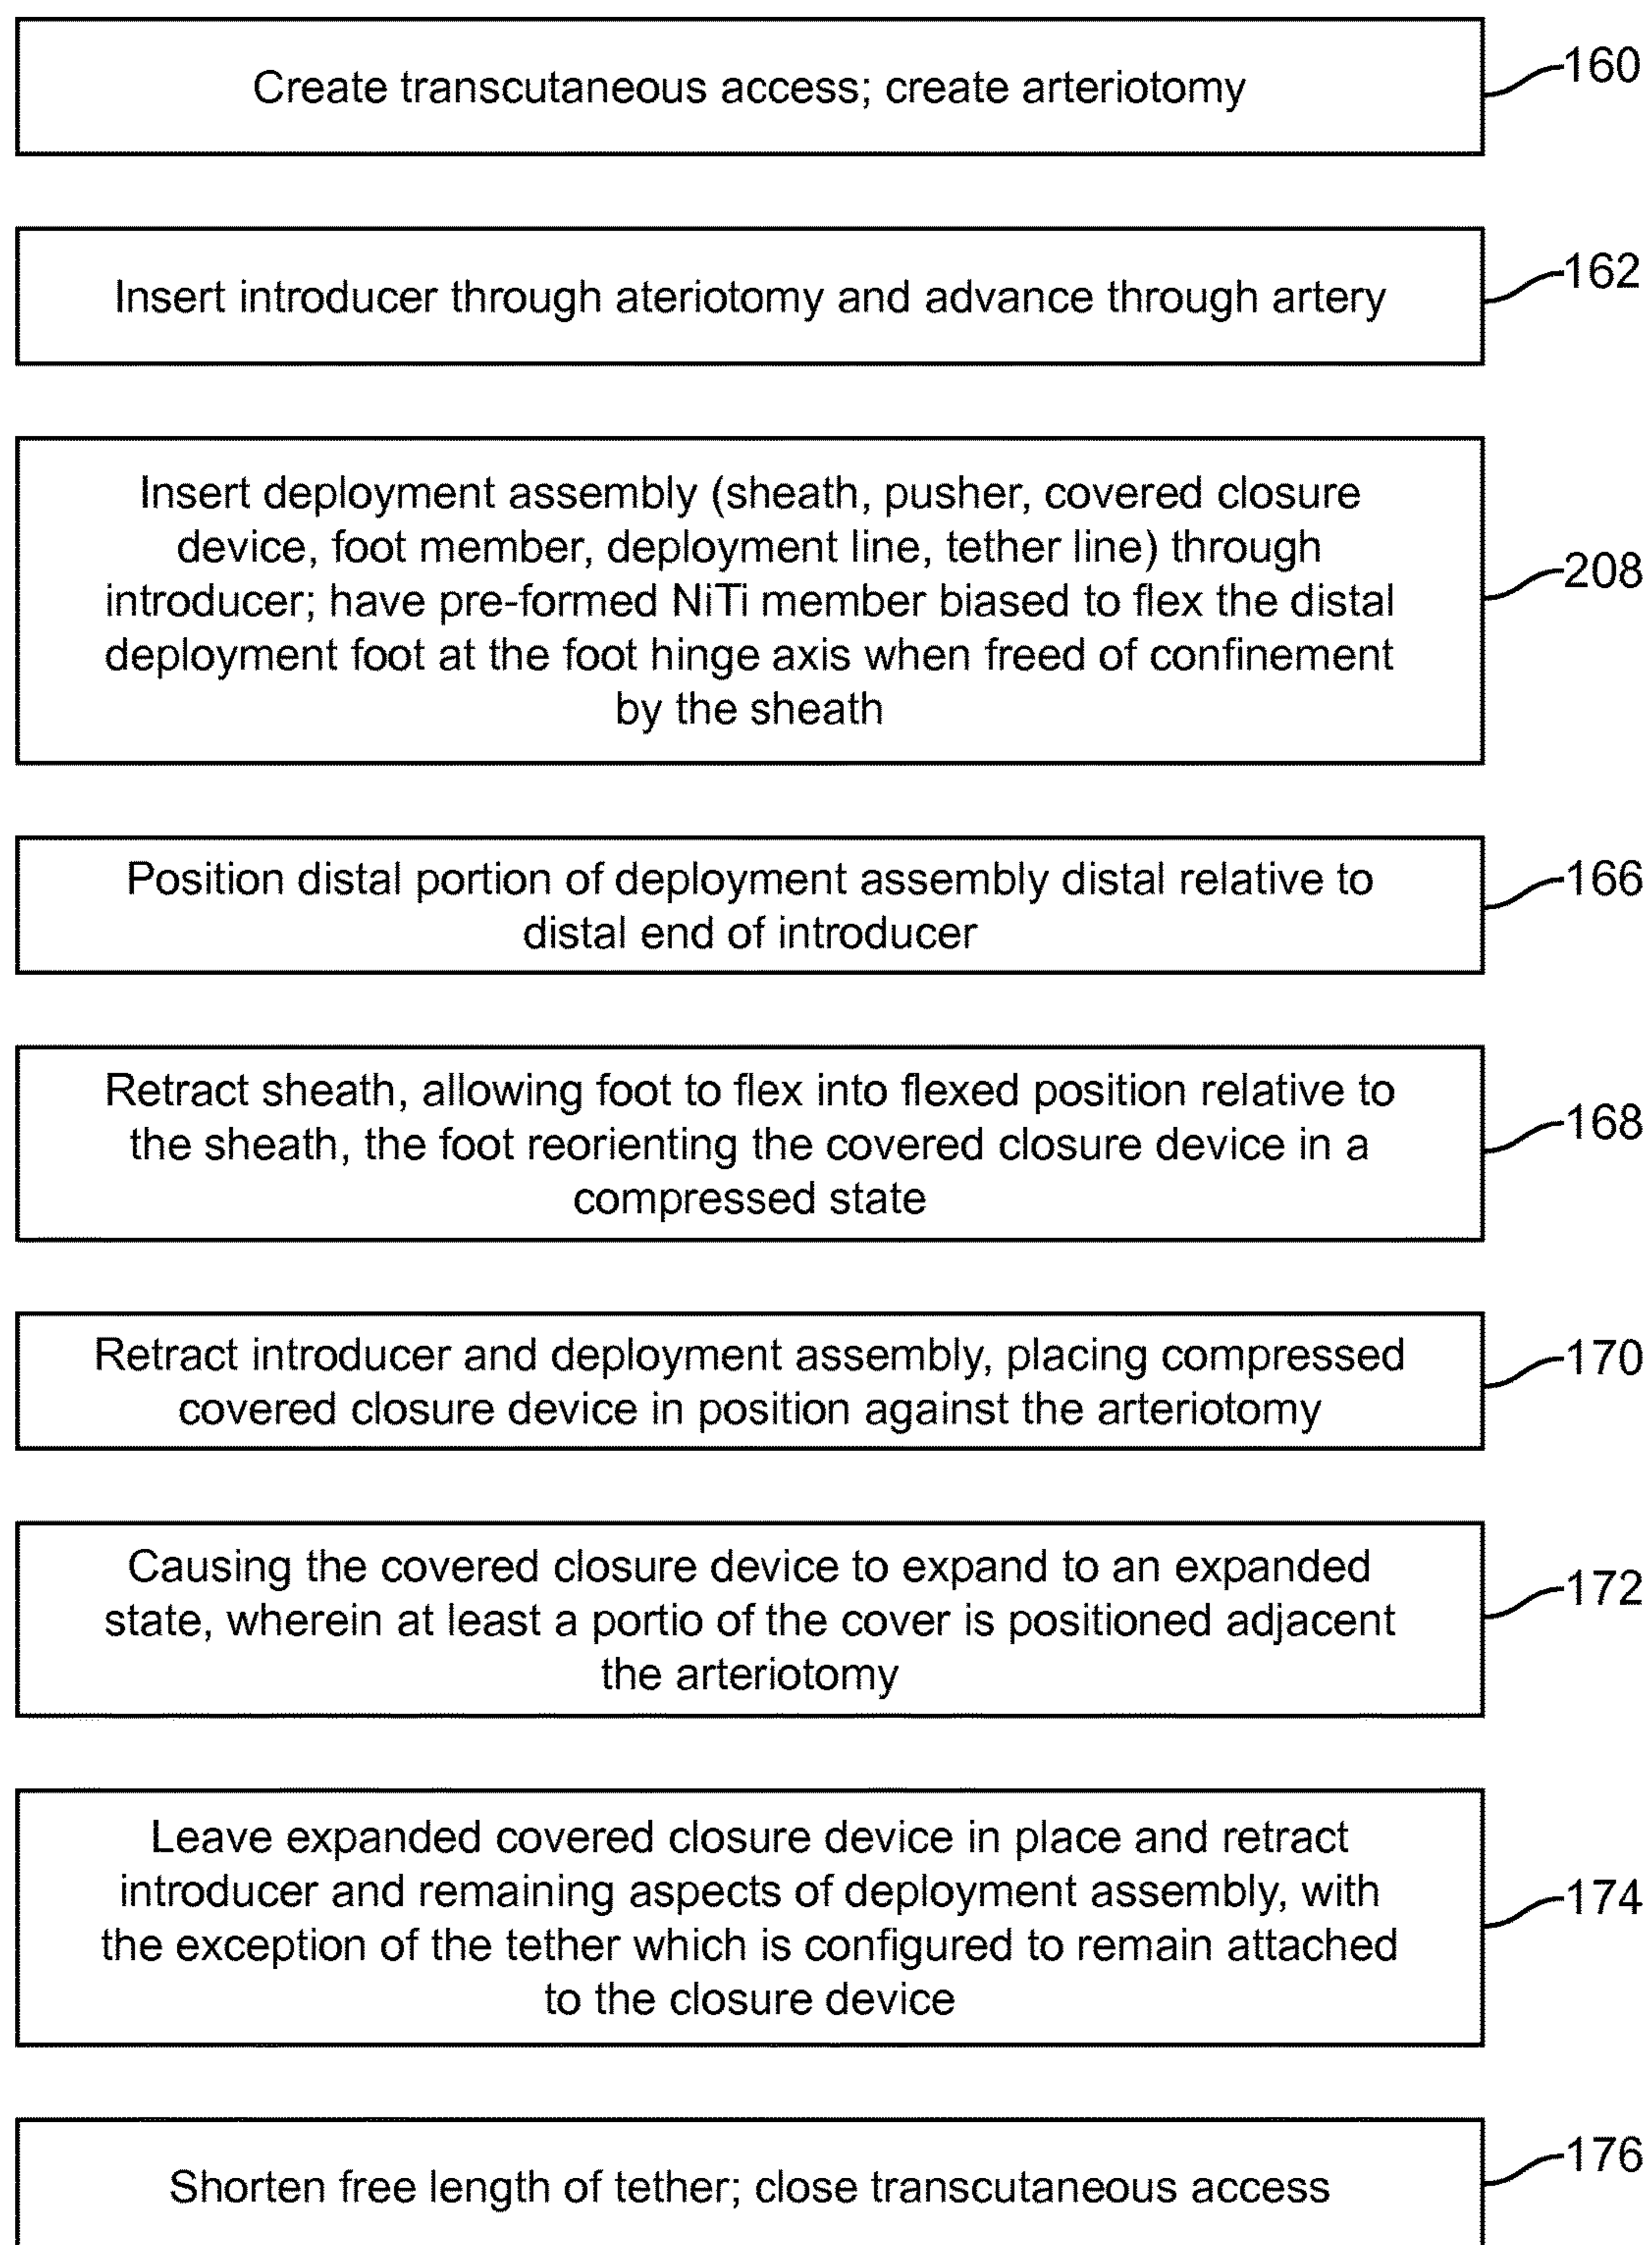 Create transcutaneous access; create arteriotomy
160
Insert introducer through ateriotomy and advance through artery
162
Insert deployment assembly (sheath, pusher, covered closure
device, foot member, deployment line, tether line) through
introducer; have pre-formed NiTi member biased to flex the distal
deployment foot at the foot hinge axis when freed of confinement
by the sheath
208
Position distal portion of deployment assembly distal relative to
distal end of introducer
166
Retract sheath, allowing foot to flex into flexed position relative to
the sheath, the foot reorienting the covered closure device in a
compressed state
168
Retract introducer and deployment assembly, placing compressed
covered closure device in position against the arteriotomy
170
Causing the covered closure device to expand to an expanded
state, wherein at least a portio of the cover is positioned adjacent
the arteriotomy
172
Leave expanded covered closure device in place and retract
introducer and remaining aspects of deployment assembly, with
the exception of the tether which is configured to remain attached
to the closure device
174
Shorten free length of tether; close transcutaneous access
176